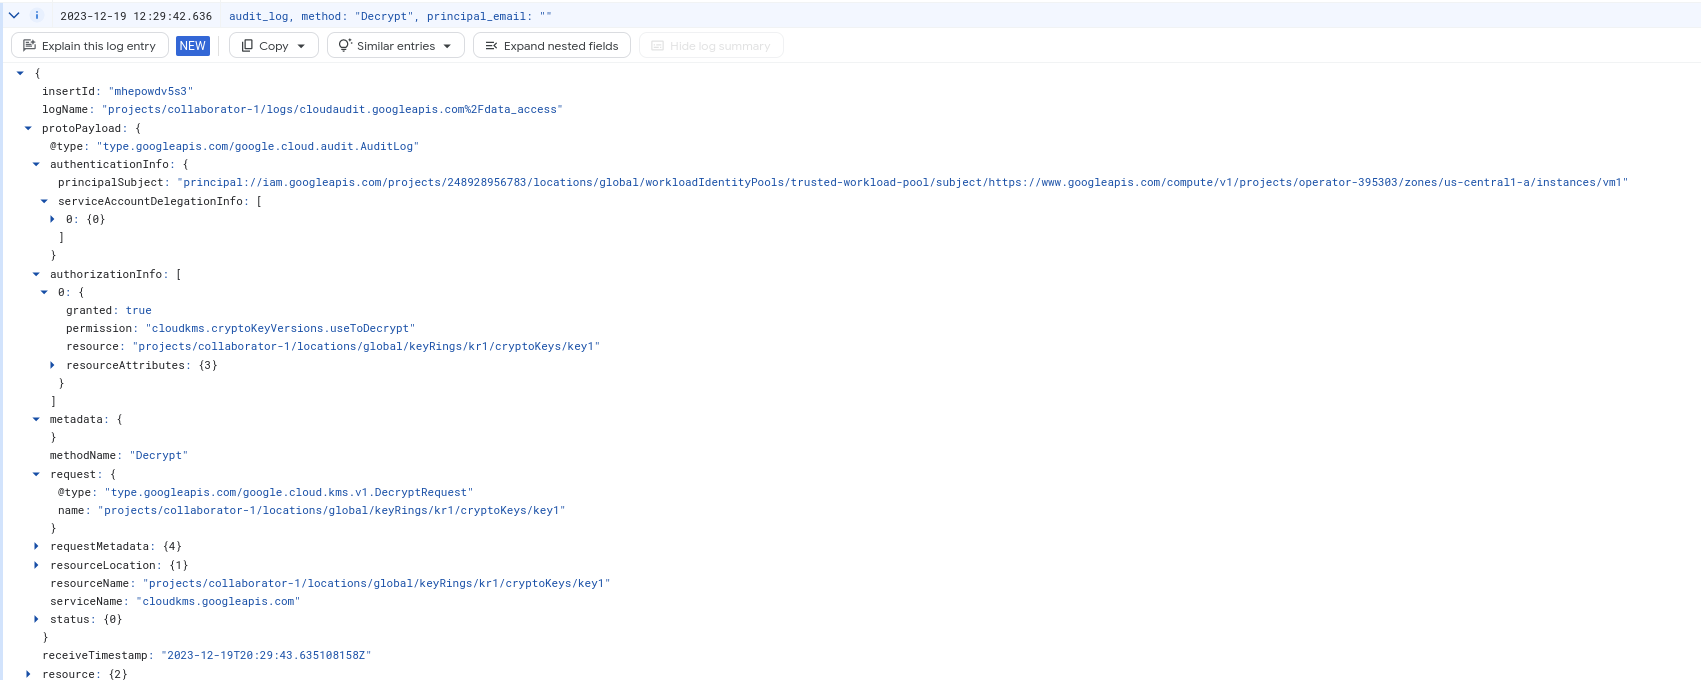 2023-12-19 12:29:42.636 audit_log, method: "Decrypt", principal_email: ""
Explain this log entry NEW Copy Similar entries Expand nested fields Hide log summary
{
insertId: "mhepowdv5s3"
logName: "projects/collaborator-1/logs/cloudaudit.googleapis.com%2Fdata_access"
protoPayload: {
@type: "type.googleapis.com/google.cloud.audit.AuditLog"
authenticationInfo: {
principalSubject: "principal://iam.googleapis.com/projects/248928956783/locations/global/workloadIdentityPools/trusted-workload-pool/subject/https://www.googleapis.com/compute/v1/projects/operator-395303/zones/us-central1-a/instances/vm1"
serviceAccountDelegationInfo: [
0: {0}
]
}
authorizationInfo: [
0: {
granted: true
permission: "cloudkms.cryptoKeyVersions.useToDecrypt"
resource: "projects/collaborator-1/locations/global/keyRings/kr1/cryptoKeys/key1"
resourceAttributes: {3}
}
]
metadata: {
}
methodName: "Decrypt"
request: {
@type: "type.googleapis.com/google.cloud.kms.v1.DecryptRequest"
name: "projects/collaborator-1/locations/global/keyRings/kr1/cryptoKeys/key1"
}
requestMetadata: {4}
resourceLocation: {1}
resourceName: "projects/collaborator-1/locations/global/keyRings/kr1/cryptoKeys/key1"
serviceName: "cloudkms.googleapis.com"
status: {0}
}
receiveTimestamp: "2023-12-19T20:29:43.635108158Z"
resource: {2}